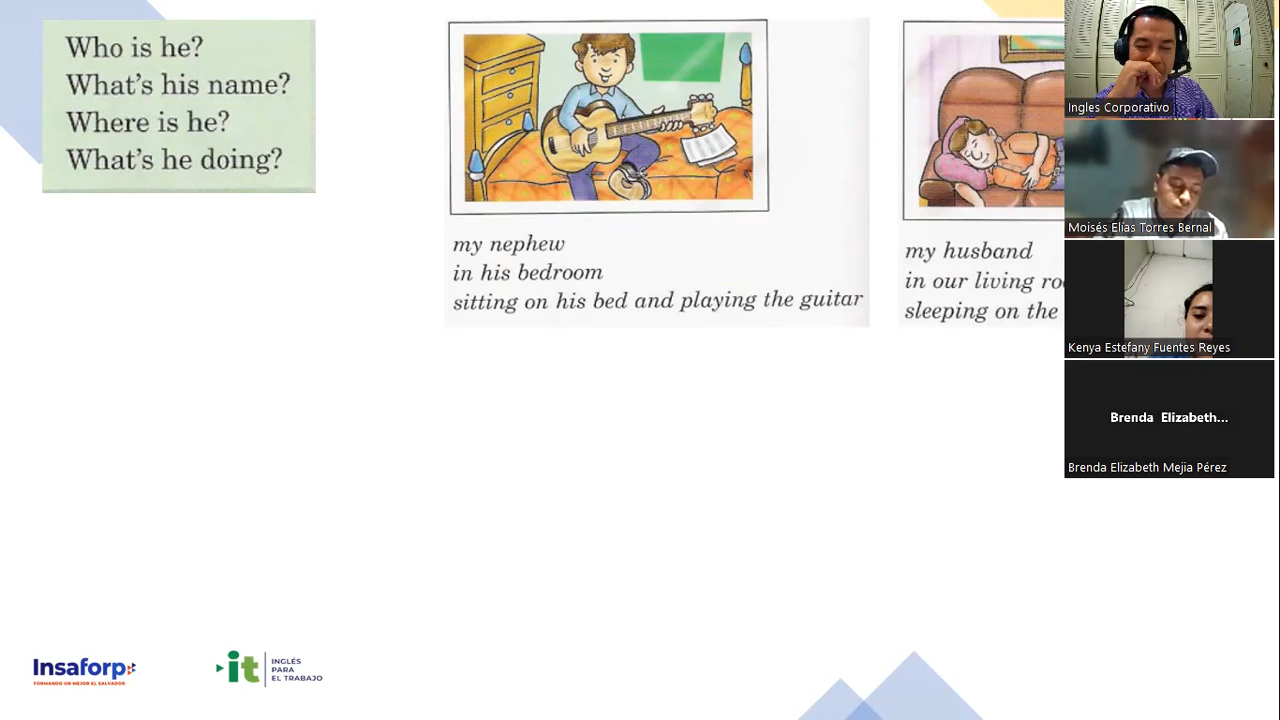 Who is he?
What's his name?
Where is he?
What's he doing?
my nephew
in his bedroom
sitting on his bed and playing the guitar
my husband
in our living
sleeping on the
Ingles Corporativo
Moisés Elías Torres Bernal
Kenya Estefany Fuentes Reyes
Brenda Elizabeth...
Brenda Elizabeth Mejia Pérez
Insaforp
FORMANDO UN MEJOR EL SALVADOR
it
INGLÉS
PARA
EL TRABAJO